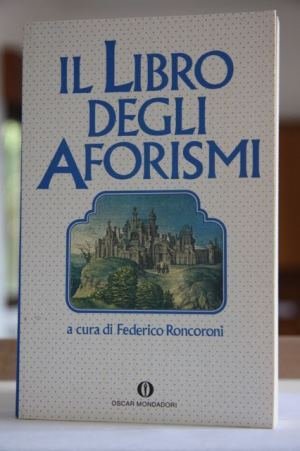 IL LIBRO
DEGLI
AFORISMI
a cura di Federico Roncoroni
OSCAR MONDADORI